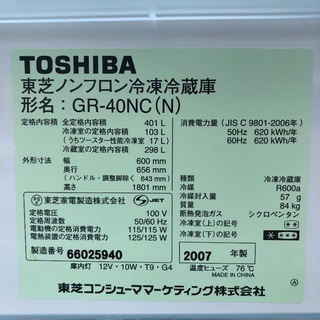 TOSHIBA
東芝ノンフロン冷凍冷蔵庫
形名：GR-40NC(N)
定格内容積 全定格内容積 401 L
冷凍室の定格内容積 103 L
(うちツースター性能冷凍室 17 L)
冷蔵室の定格内容積 298 L
外形寸法 幅 600 mm
奥行 656 mm
(ハンドル・調整脚除く 643 mm)
高さ 1801 mm
東芝家電製造株式会社 S JET
定格電圧 100 V
定格周波数 50/60 Hz
電動機の定格消費電力 115/115 W
電熱装置の定格消費電力 125/125 W
製造番号 66025940
庫内灯 12V・10W・T9・G4
消費電力量 (JIS C 9801-2006年)
50Hz 620 kWh/年
60Hz 620 kWh/年
種類 冷凍冷蔵庫
冷媒 R600a
冷媒封入量 57 g
質量 84 kg
断熱発泡ガス シクロペンタン
冷凍室(上)の記号
冷凍室(下)の記号
2007 年製
温度ヒューズ 76℃
東芝コンシューママーケティング株式会社